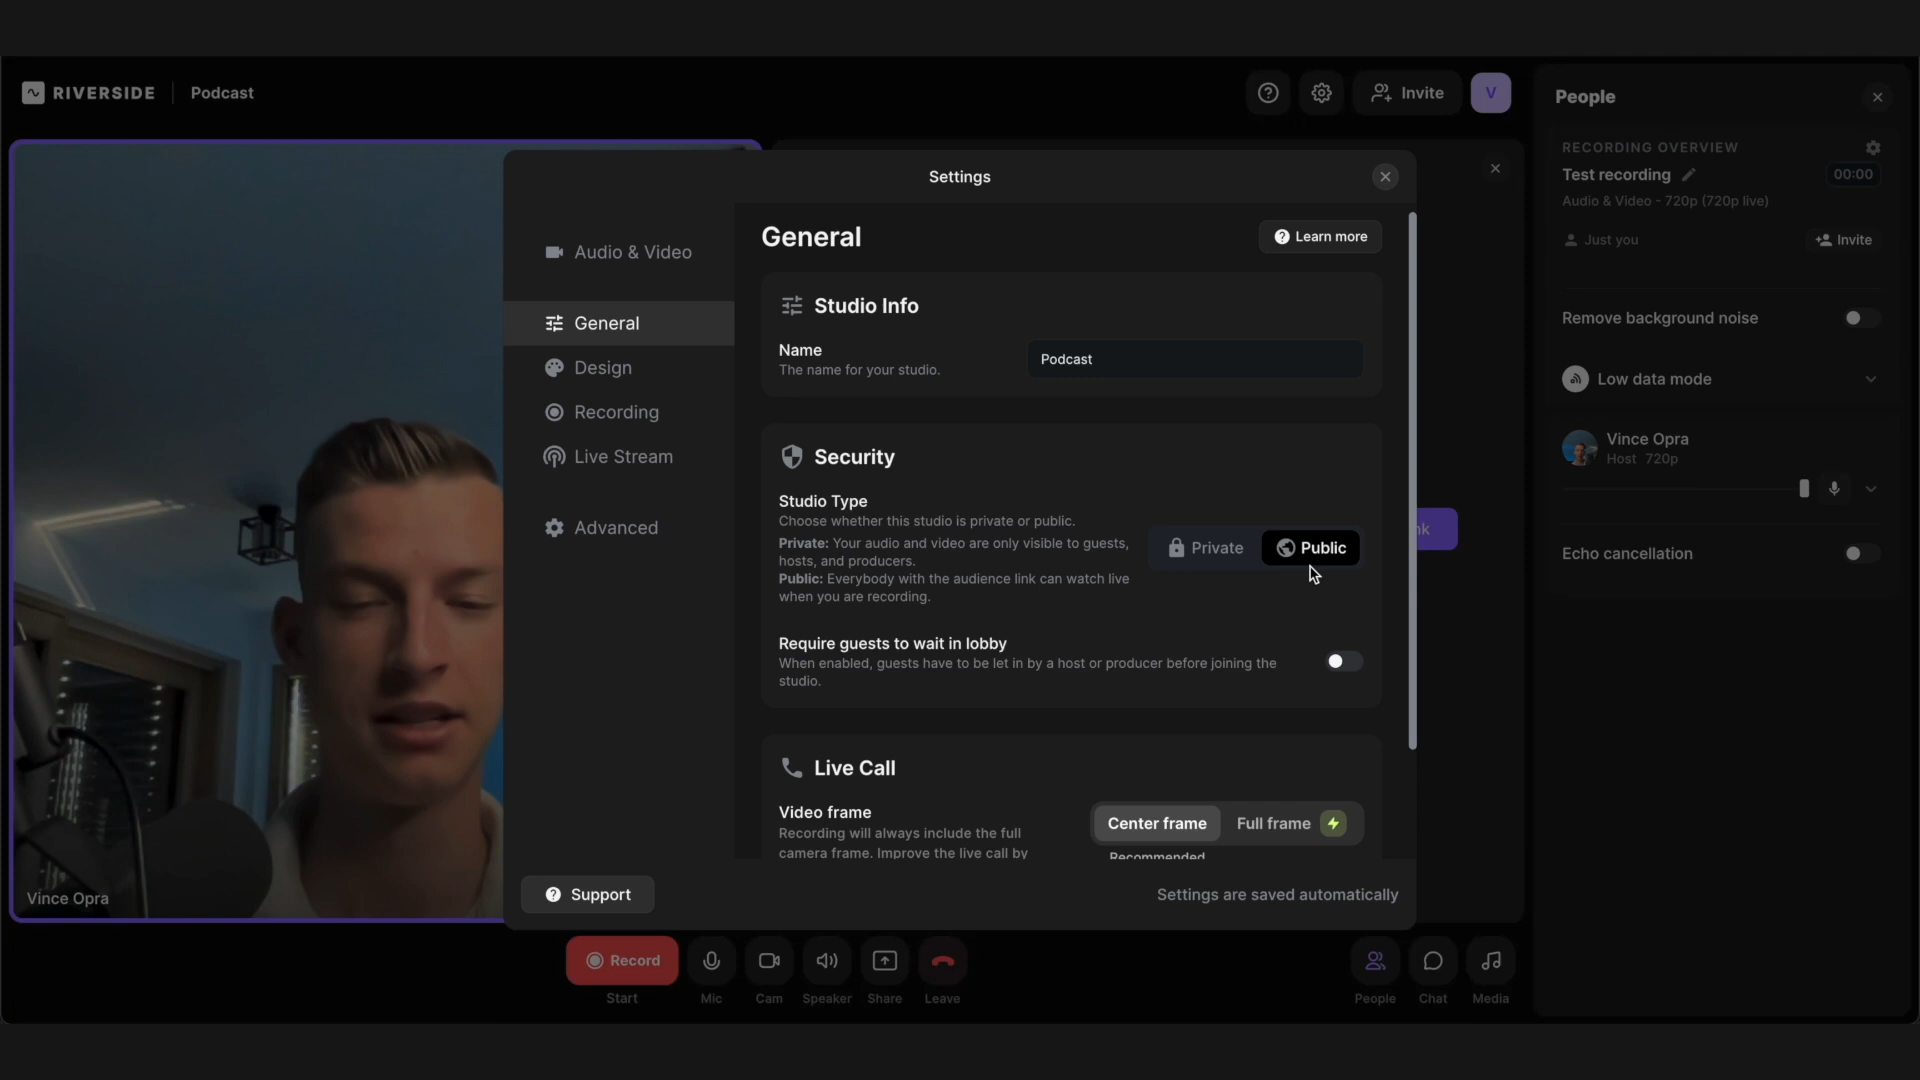 RIVERSIDE
Podcast
Invite
V
People
RECORDING OVERVIEW
Test recording
00:00
Audio & Video - 720p (720p live)
Just you
Invite
Remove background noise
Low data mode
Vince Opra
Host 720p
Echo cancellation
Settings
Audio & Video
General
Design
Recording
Live Stream
Advanced
General
Learn more
Studio Info
Name
The name for your studio.
Podcast
Security
Studio Type
Choose whether this studio is private or public.
Private: Your audio and video are only visible to guests,
hosts, and producers.
Public: Everybody with the audience link can watch live
when you are recording.
Private
Public
Require guests to wait in lobby
When enabled, guests have to be let in by a host or producer before joining the
studio.
Live Call
Video frame
Recording will always include the full
camera frame. Improve the live call by
Center frame
Full frame
Recommended
Support
Settings are saved automatically
Vince Opra
Record
Start
Mic
Cam
Speaker
Share
Leave
People
Chat
Media